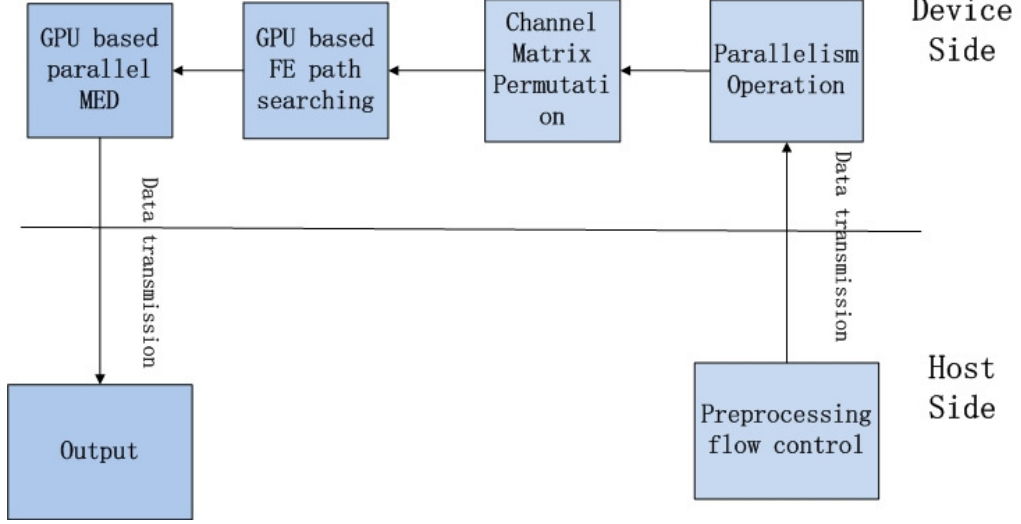 GPU based
parallel
MED
GPU based
FE path
searching
Channel
Matrix
Permutati
on
Parallelism
Operation
Device
Side
Data transmission
Data transmission
Output
Preprocessing
flow control
Host
Side